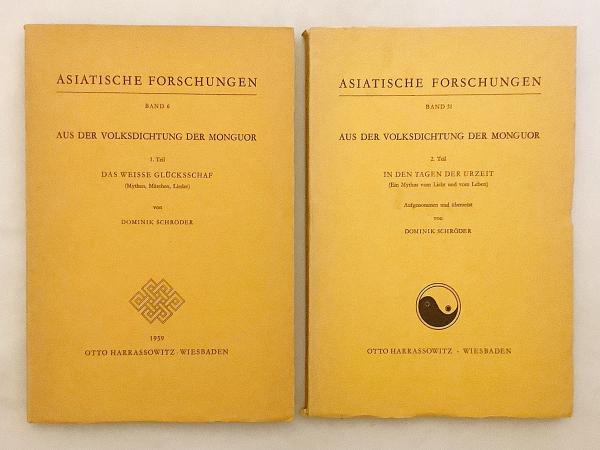 ASIATISCHE FORSCHUNGEN
BAND 6
AUS DER VOLKSDICHTUNG DER MONGUOR
1. Teil
DAS WEISSE GLÜCKSSCHAF
(Mythen, Märchen, Lieder)
von
DOMINIK SCHRÖDER
1959
OTTO HARRASSOWITZ · WIESBADEN
ASIATISCHE FORSCHUNGEN
BAND 31
AUS DER VOLKSDICHTUNG DER MONGUOR
2. Teil
IN DEN TAGEN DER URZEIT
(Ein Mythus vom Licht und vom Leben)
Aufgenommen und übersetzt
von
DOMINIK SCHRÖDER
OTTO HARRASSOWITZ · WIESBADEN